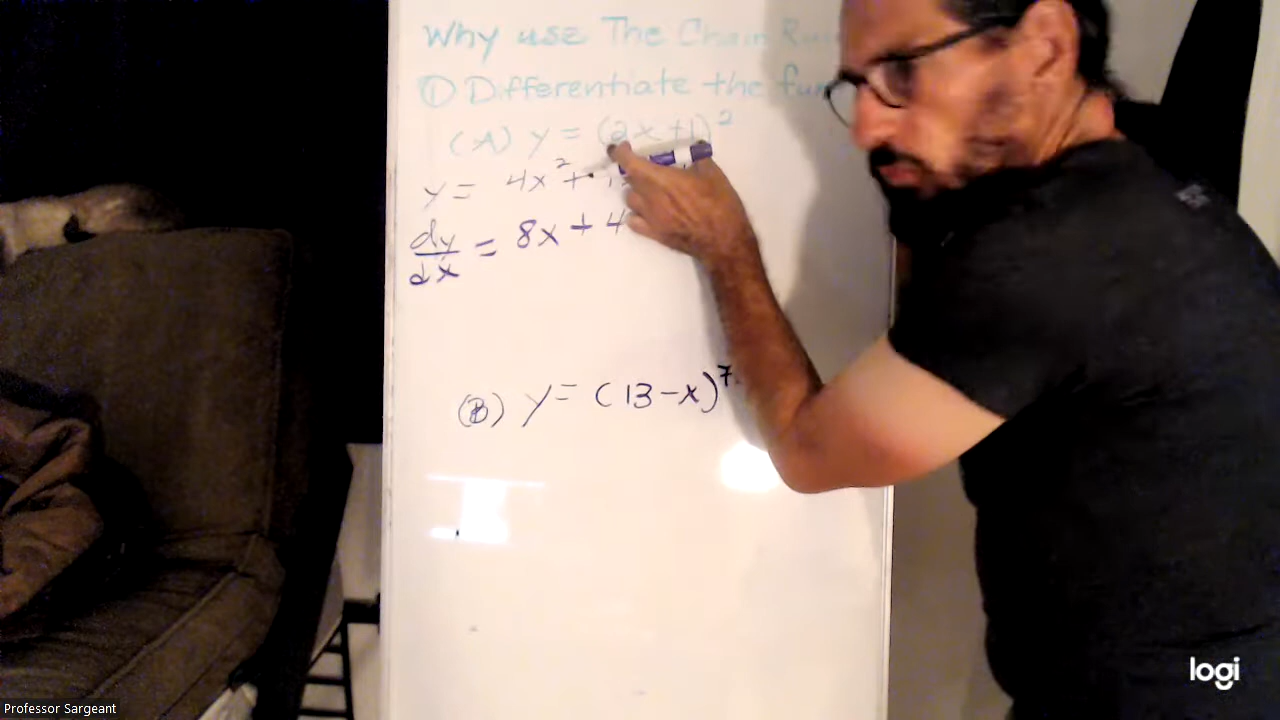 Why use The Chain
① Differentiate the
(A) y = (2x+1)²
y = 4x² +
dy/dx = 8x + 4
(B) y = (13-x)⁷
logi
Professor Sargeant